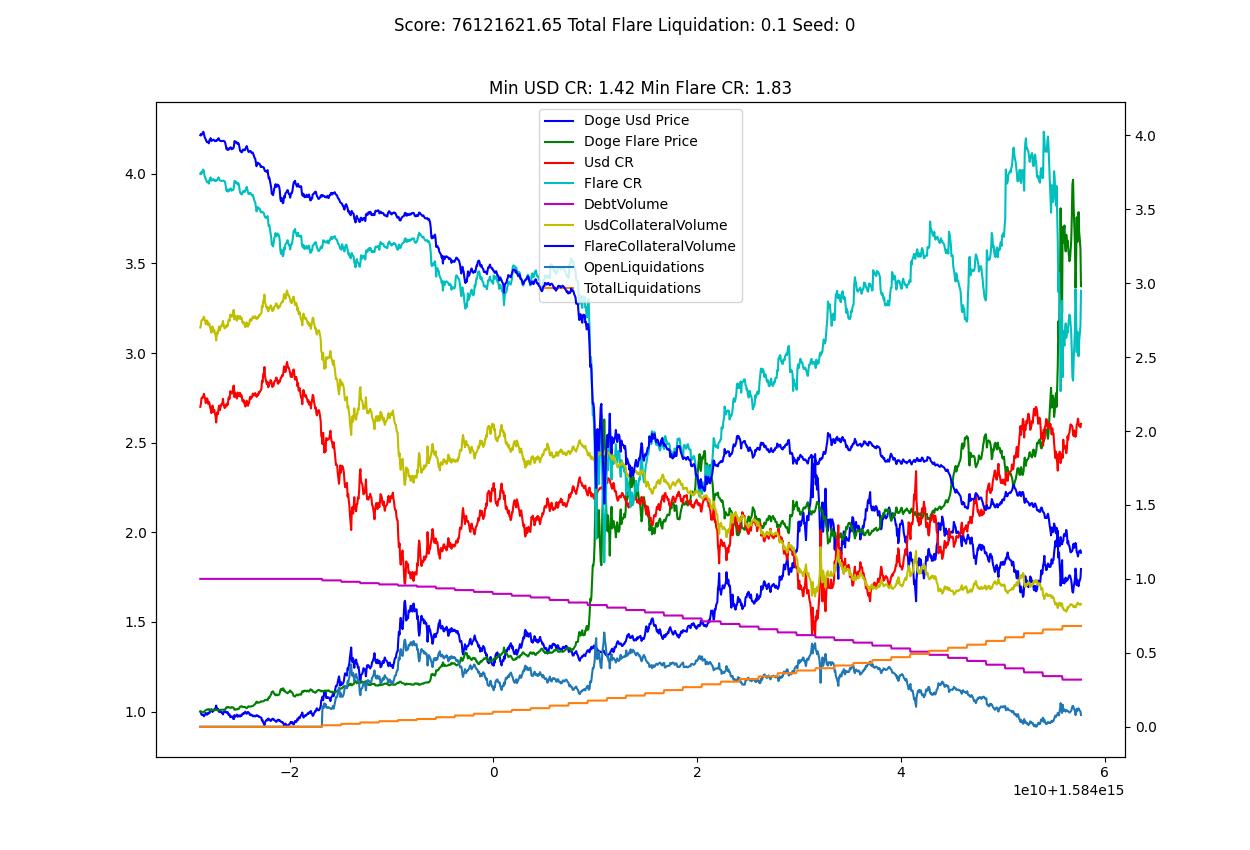 Score: 76121621.65 Total Flare Liquidation: 0.1 Seed: 0
Min USD CR: 1.42 Min Flare CR: 1.83
Doge Usd Price
Doge Flare Price
Usd CR
Flare CR
DebtVolume
UsdCollateralVolume
FlareCollateralVolume
OpenLiquidations
TotalLiquidations
4.0
3.5
3.0
2.5
2.0
1.5
1.0
4.0
3.5
3.0
2.5
2.0
1.5
1.0
0.5
0.0
−2
0
2
4
6
1e10+1.584e15